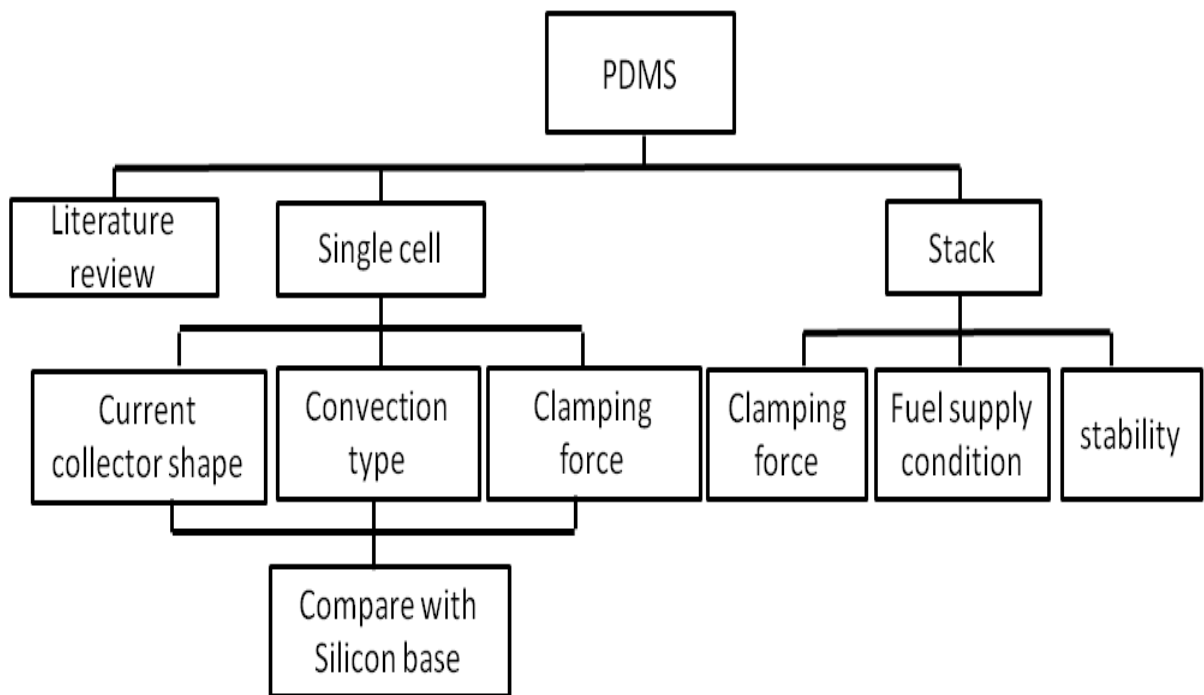 PDMS
Literature
review
Single cell
Stack
Current
collector shape
Convection
type
Clamping
force
Clamping
force
Fuel supply
condition
stability
Compare with
Silicon base